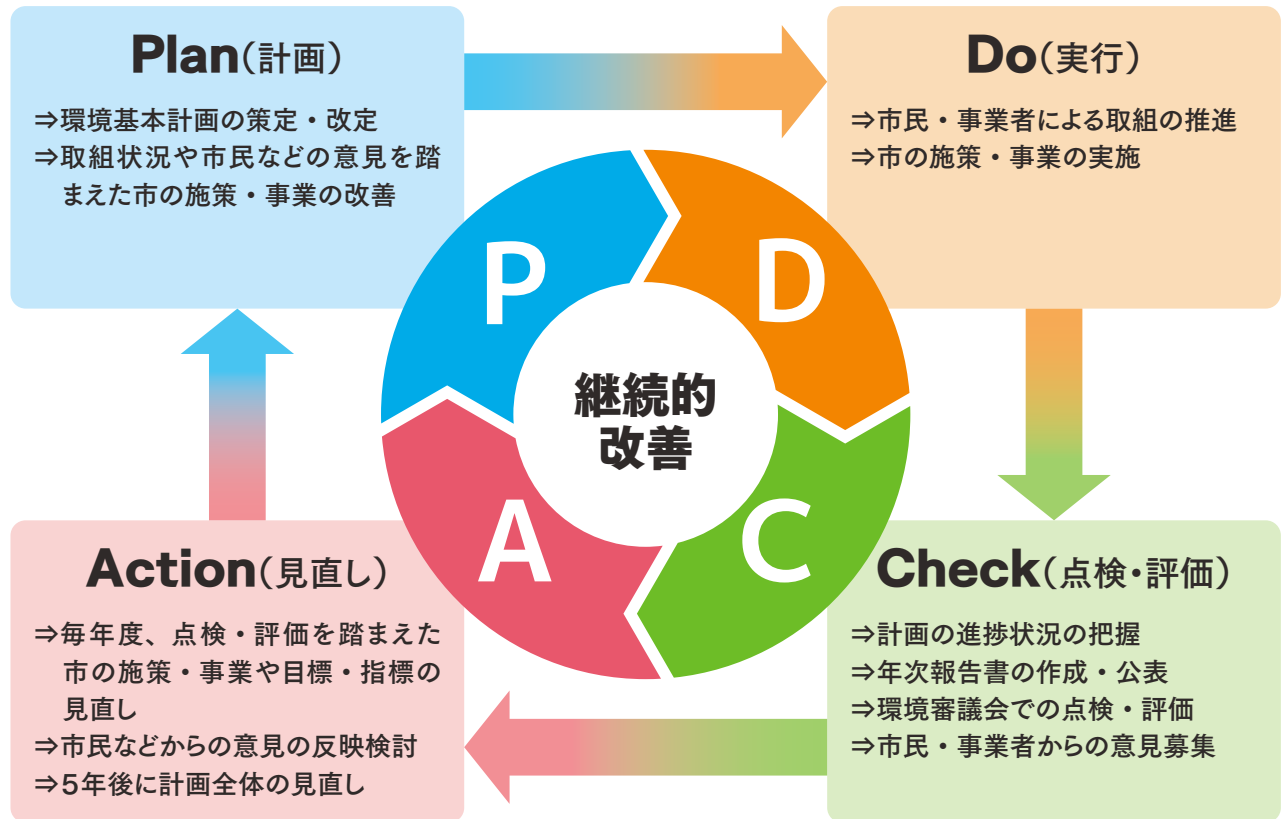 Plan(計画)
⇒環境基本計画の策定・改定
⇒取組状況や市民などの意見を踏
まえた市の施策・事業の改善
Do(実行)
⇒市民・事業者による取組の推進
⇒市の施策・事業の実施
P
D
継続的
改善
A
C
Action(見直し)
⇒毎年度、点検・評価を踏まえた
市の施策・事業や目標・指標の
見直し
⇒市民などからの意見の反映検討
⇒5年後に計画全体の見直し
Check(点検・評価)
⇒計画の進捗状況の把握
⇒年次報告書の作成・公表
⇒環境審議会での点検・評価
⇒市民・事業者からの意見募集